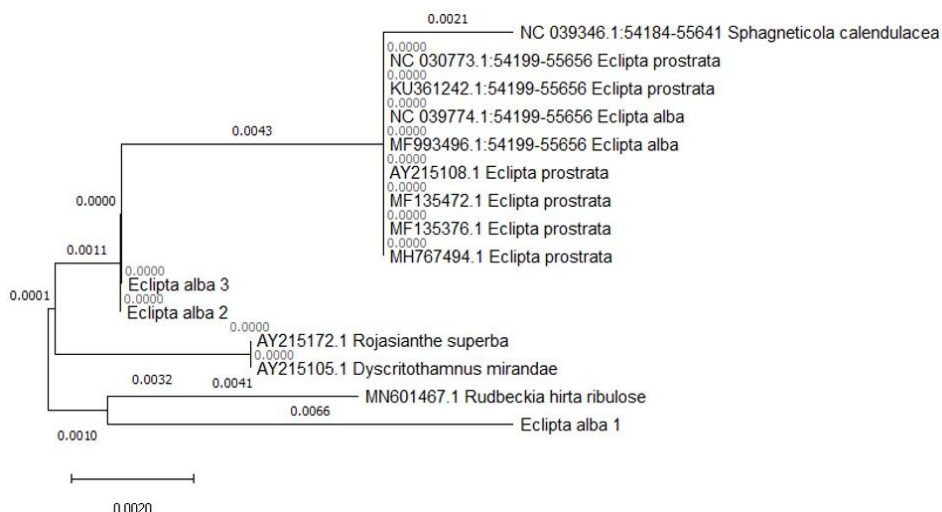 0.0021
NC 039346.1:54184-55641 Sphagneticola calendulacea
0.0000
NC 030773.1:54199-55656 Eclipta prostrata
0.0000
KU361242.1:54199-55656 Eclipta prostrata
0.0000
NC 039774.1:54199-55656 Eclipta alba
0.0043
0.0000
MF993496.1:54199-55656 Eclipta alba
0.0000
AY215108.1 Eclipta prostrata
0.0000
MF135472.1 Eclipta prostrata
0.0000
0.0000
MF135376.1 Eclipta prostrata
0.0000
MH767494.1 Eclipta prostrata
0.0011
0.0000
Eclipta alba 3
0.0001
0.0000
Eclipta alba 2
0.0000
AY215172.1 Rojasianthe superba
0.0000
AY215105.1 Dyscritothamnus mirandae
0.0032
0.0041
MN601467.1 Rudbeckia hirta ribulose
0.0066
Eclipta alba 1
0.0010
0.0020